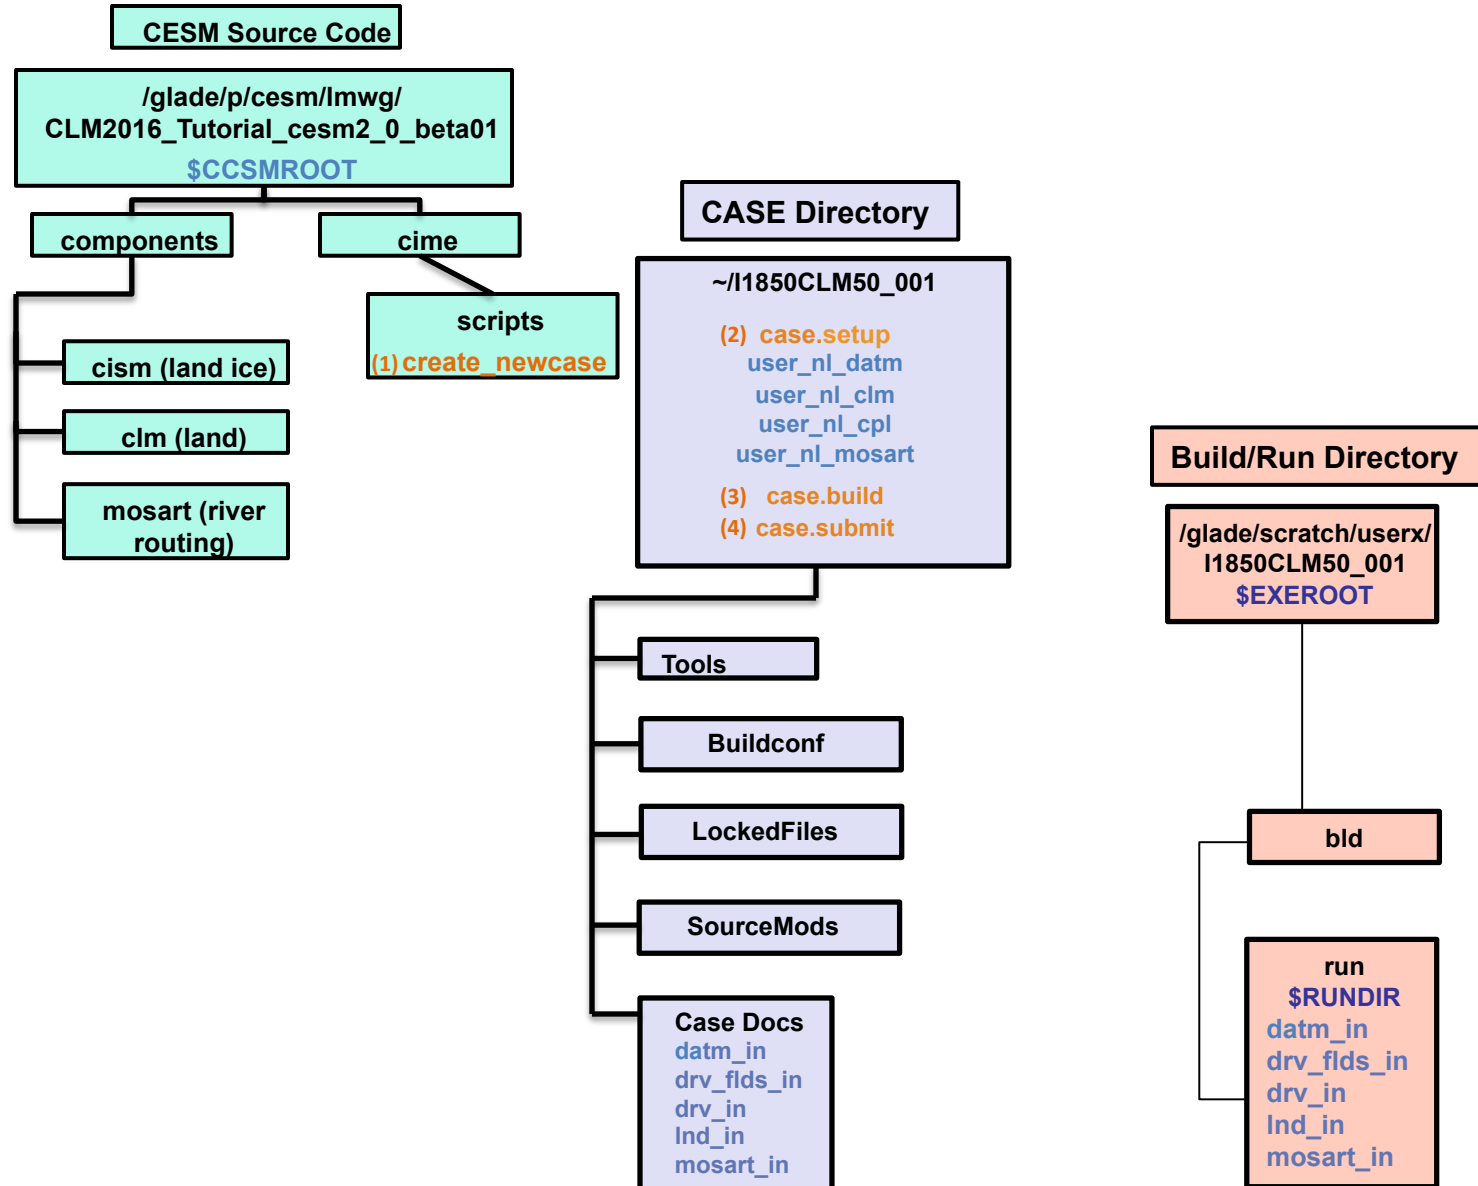 CESM Source Code
/glade/p/cesm/lmwg/
CLM2016_Tutorial_cesm2_0_beta01
$CCSMROOT
components
cime
scripts
(1) create_newcase
cism (land ice)
clm (land)
mosart (river
routing)
CASE Directory
~/I1850CLM50_001
(2) case.setup
user_nl_datm
user_nl_clm
user_nl_cpl
user_nl_mosart
(3) case.build
(4) case.submit
Tools
Buildconf
LockedFiles
SourceMods
Case Docs
datm_in
drv_flds_in
drv_in
lnd_in
mosart_in
Build/Run Directory
/glade/scratch/userx/
I1850CLM50_001
$EXEROOT
bld
run
$RUNDIR
datm_in
drv_flds_in
drv_in
lnd_in
mosart_in